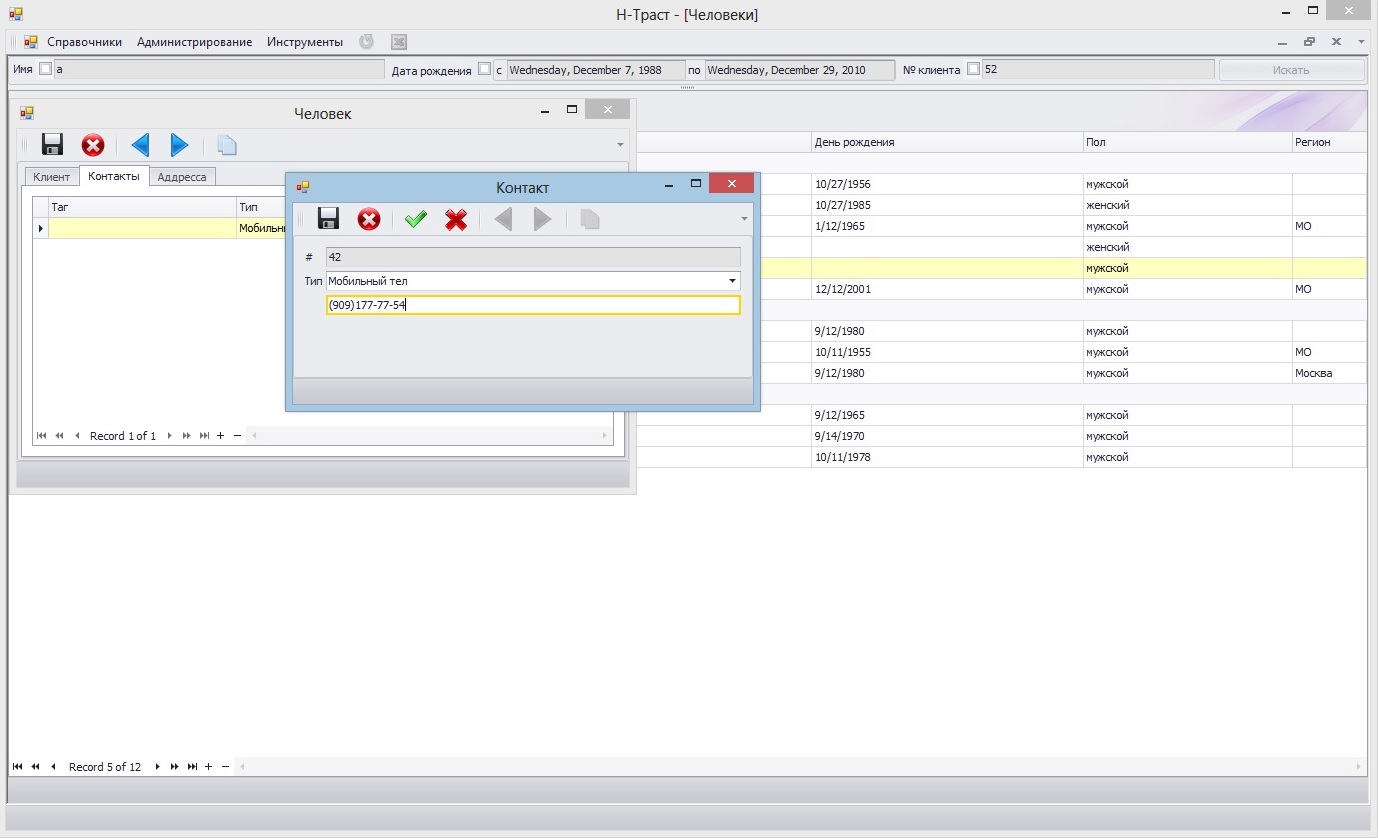 Н-Траст - [Человеки]
Справочники Администрирование Инструменты
Имя а Дата рождения с Wednesday, December 7, 1988 по Wednesday, December 29, 2010 № клиента 52 Искать
Человек
Клиент Контакты Аддресса
Таг Тип
Мобильн
Record 1 of 1
Контакт
# 42
Тип Мобильный тел
(909)177-77-54
День рождения Пол Регион
10/27/1956 мужской
10/27/1985 женский
1/12/1965 мужской МО
женский
мужской
12/12/2001 мужской МО
9/12/1980 мужской
10/11/1955 мужской МО
9/12/1980 мужской Москва
9/12/1965 мужской
9/14/1970 мужской
10/11/1978 мужской
Record 5 of 12